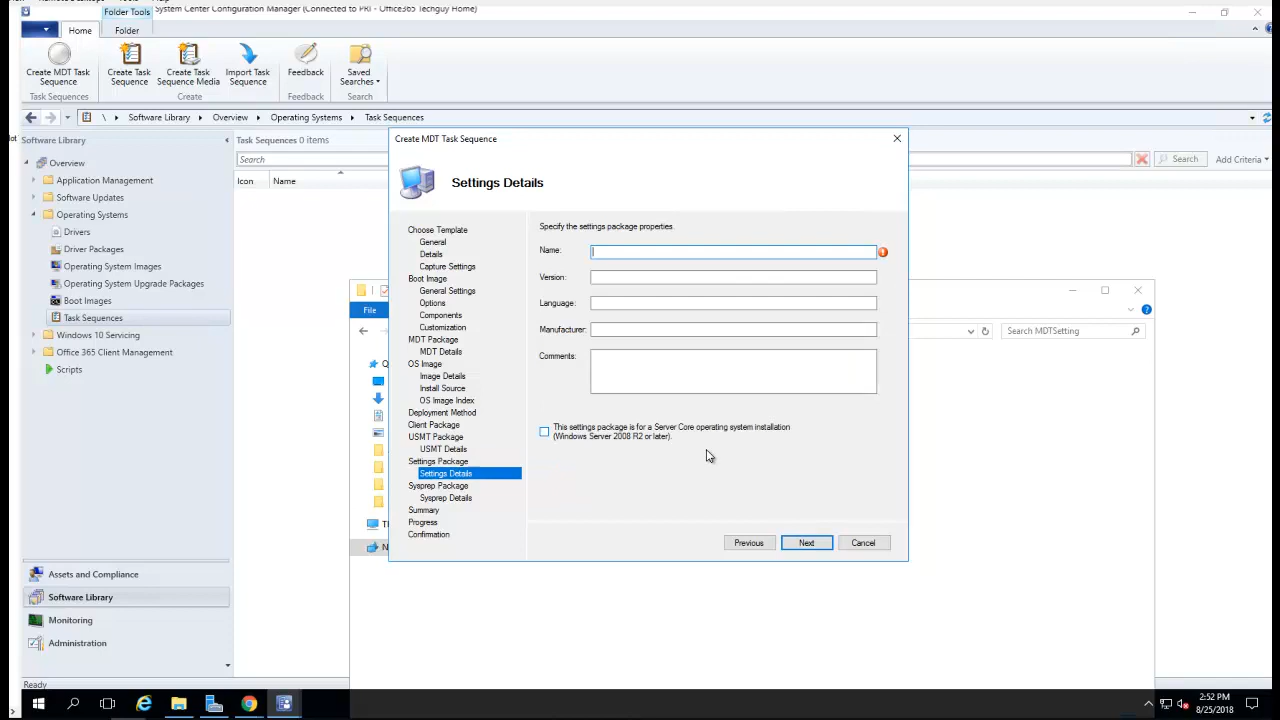 Folder Tools
System Center Configuration Manager (Connected to PRI - Office365 Techguy Home)
Home
Folder
Create MDT Task
Sequence
Create Task
Sequence
Create Task
Sequence Media
Import Task
Sequence
Feedback
Saved
Searches
Task Sequences
Create
Feedback
Search
\
Software Library
Overview
Operating Systems
Task Sequences
Software Library
Task Sequences 0 items
Search
Search
Add Criteria
Icon
Name
Overview
Application Management
Software Updates
Operating Systems
Drivers
Driver Packages
Operating System Images
Operating System Upgrade Packages
Boot Images
Task Sequences
Windows 10 Servicing
Office 365 Client Management
Scripts
Assets and Compliance
Software Library
Monitoring
Administration
Ready
Create MDT Task Sequence
Settings Details
Choose Template
General
Details
Capture Settings
Boot Image
General Settings
Options
Components
Customization
MDT Package
MDT Details
OS Image
Image Details
Install Source
OS Image Index
Deployment Method
Client Package
USMT Package
USMT Details
Settings Package
Settings Details
Sysprep Package
Sysprep Details
Summary
Progress
Confirmation
Specify the settings package properties.
Name:
Version:
Language:
Manufacturer:
Comments:
This settings package is for a Server Core operating system installation
(Windows Server 2008 R2 or later).
Previous
Next
Cancel
File
Search MDTSetting
2:52 PM
8/25/2018